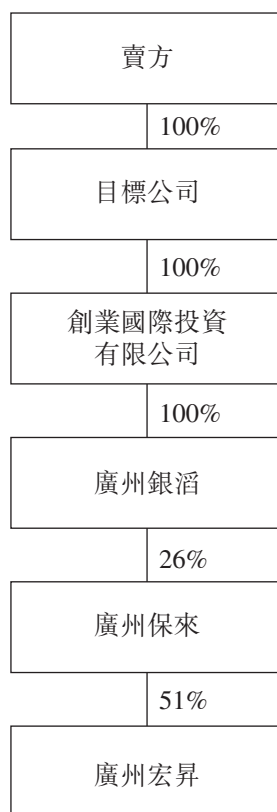 賣方
100%
目標公司
100%
創業國際投資
有限公司
100%
廣州銀滔
26%
廣州保來
51%
廣州宏昇